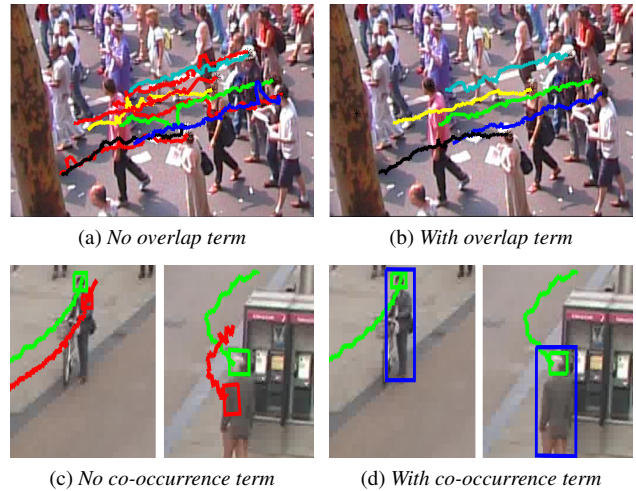 (a) No overlap term
(b) With overlap term
(c) No co-occurrence term
(d) With co-occurrence term